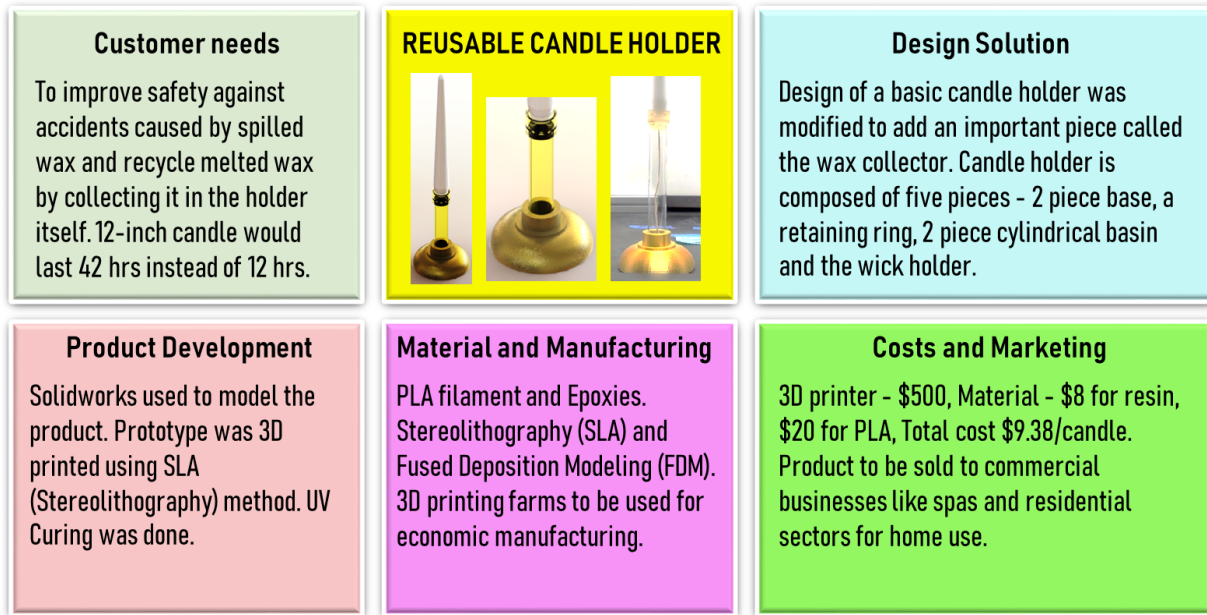 Customer needs
To improve safety against
accidents caused by spilled
wax and recycle melted wax
by collecting it in the holder
itself. 12-inch candle would
last 42 hrs instead of 12 hrs.
REUSABLE CANDLE HOLDER
Design Solution
Design of a basic candle holder was
modified to add an important piece called
the wax collector. Candle holder is
composed of five pieces - 2 piece base, a
retaining ring, 2 piece cylindrical basin
and the wick holder.
Product Development
Solidworks used to model the
product. Prototype was 3D
printed using SLA
(Stereolithography) method. UV
Curing was done.
Material and Manufacturing
PLA filament and Epoxies.
Stereolithography (SLA) and
Fused Deposition Modeling (FDM).
3D printing farms to be used for
economic manufacturing.
Costs and Marketing
3D printer - $500, Material - $8 for resin,
$20 for PLA, Total cost $9.38/candle.
Product to be sold to commercial
businesses like spas and residential
sectors for home use.